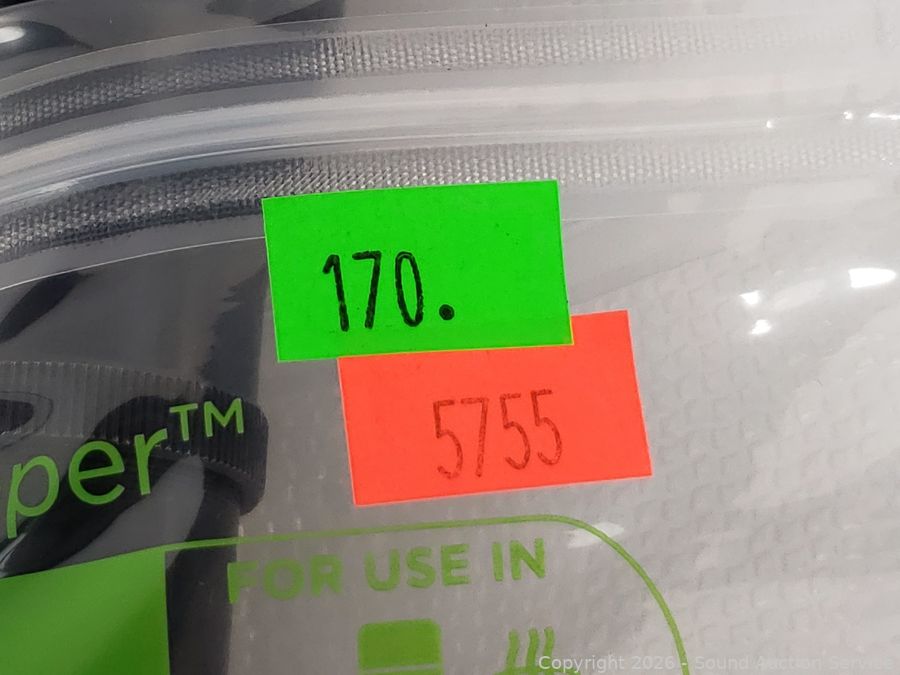 170.
5755
per™
FOR USE IN
Copyright 2026 - Sound Auction Service